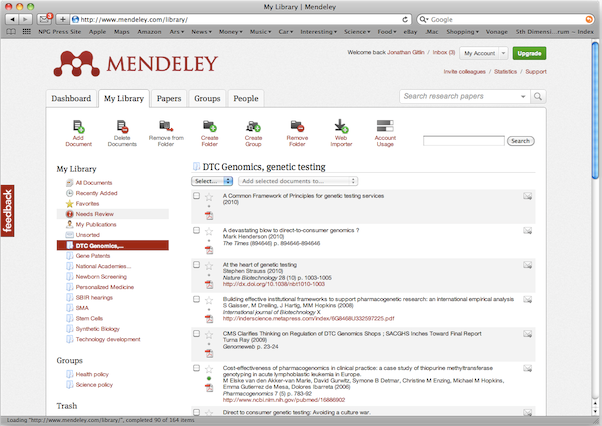 My Library | Mendeley
http://www.mendeley.com/library/
Google
NPG Press Site Amazon Maps Amazon Ars News Money Car Interesting Shopping eBay .Mac Shopping Vonage 5th Dimensi...rum - Index
MENDELEY
Welcome back Jonathan Gitlin / Inbox (3) My Account Upgrade
Invite colleagues / Statistics / Support
Dashboard My Library Papers Groups People
Search research papers
Add Document
Delete Documents
Remove from Folder
Create Folder
Create Group
Remove Folder
Web Importer
Account Usage
Search
feedback
My Library
All Documents
Recently Added
Favorites
Needs Review
My Publications
Unsorted
DTC Genomics,...
Gene Patents
National Academies...
Newborn Screening
Personalized Medicine
SBIR hearings
SMA
Stem Cells
Synthetic Biology
Technology development
Groups
Health policy
Science policy
Trash
DTC Genomics, genetic testing
Select... Add selected documents to...
A Common Framework of Principles for genetic testing services
(2010)
A devastating blow to direct-to-consumer genomics ?
Mark Henderson (2010)
The Times (894646) p. 894646-894646
At the heart of genetic testing
Stephen Strauss (2010)
Nature Biotechnology 28 (10) p. 1003-1005
http://dx.doi.org/10.1038/nbt1010-1003
Building effective institutional frameworks to support pharmacogenetic research: an international empirical analysis
S Gaisser, M Dreiling, J Hartig, MM Hopkins (2008)
International journal of Biotechnology X
http://inderscience.metapress.com/index/6G8468U332597225.pdf
CMS Clarifies Thinking on Regulation of DTC Genomics Shops ; SACGHS Inches Toward Final Report
Turna Ray (2009)
Genomeweb p. 23-24
Cost-effectiveness of pharmacogenomics in clinical practice: a case study of thiopurine methyltransferase
genotyping in acute lymphoblastic leukemia in Europe.
M Elske van den Akker-van Marle, David Gurwitz, Symone B Detmar, Christine M Enzing, Michael M Hopkins,
Emma Gutierrez de Mesa, Dolores Ibarreta (2006)
Pharmacogenomics 7 (5) p. 783-92
http://www.ncbi.nlm.nih.gov/pubmed/16886902
Direct to consumer genetic testing: Avoiding a culture war.
Loading "http://www.mendeley.com/library/", completed 90 of 164 items